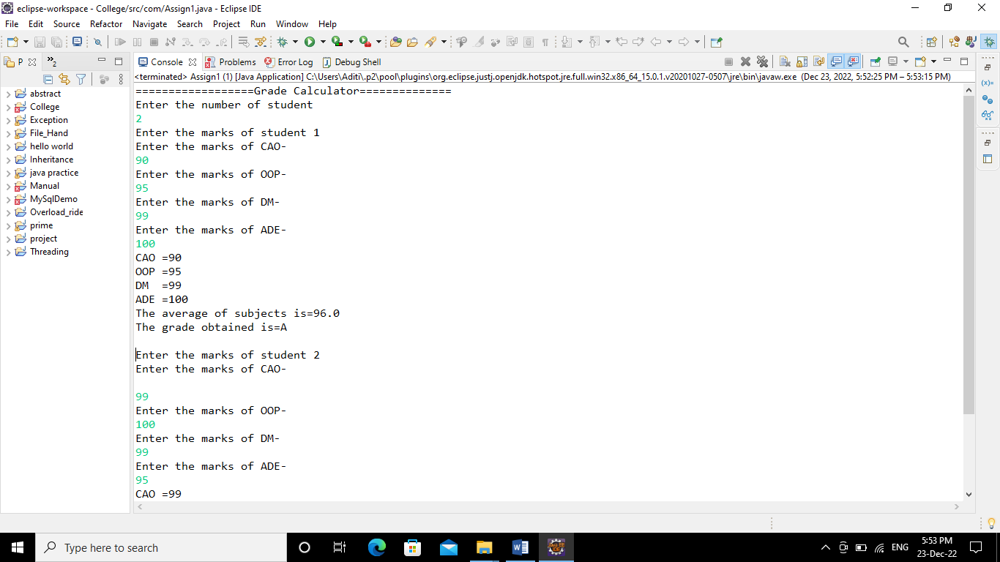 eclipse-workspace - College/src/com/Assign1.java - Eclipse IDE
File Edit Source Refactor Navigate Search Project Run Window Help
P 2
Console Problems Error Log Debug Shell
<terminated> Assign1 (1) [Java Application] C:\Users\Aditi\.p2\pool\plugins\org.eclipse.justj.openjdk.hotspot.jre.full.win32.x86_64_15.0.1.v20201027-0507\jre\bin\javaw.exe (Dec 23, 2022, 5:52:25 PM – 5:53:15 PM)
abstract
College
Exception
File_Hand
hello world
Inheritance
java practice
Manual
MySqlDemo
Overload_ride
prime
project
Threading
==================Grade Calculator==============
Enter the number of student
2
Enter the marks of student 1
Enter the marks of CAO-
90
Enter the marks of OOP-
95
Enter the marks of DM-
99
Enter the marks of ADE-
100
CAO =90
OOP =95
DM  =99
ADE =100
The average of subjects is=96.0
The grade obtained is=A
Enter the marks of student 2
Enter the marks of CAO-
99
Enter the marks of OOP-
100
Enter the marks of DM-
99
Enter the marks of ADE-
95
CAO =99
Type here to search
ENG
5:53 PM
23-Dec-22